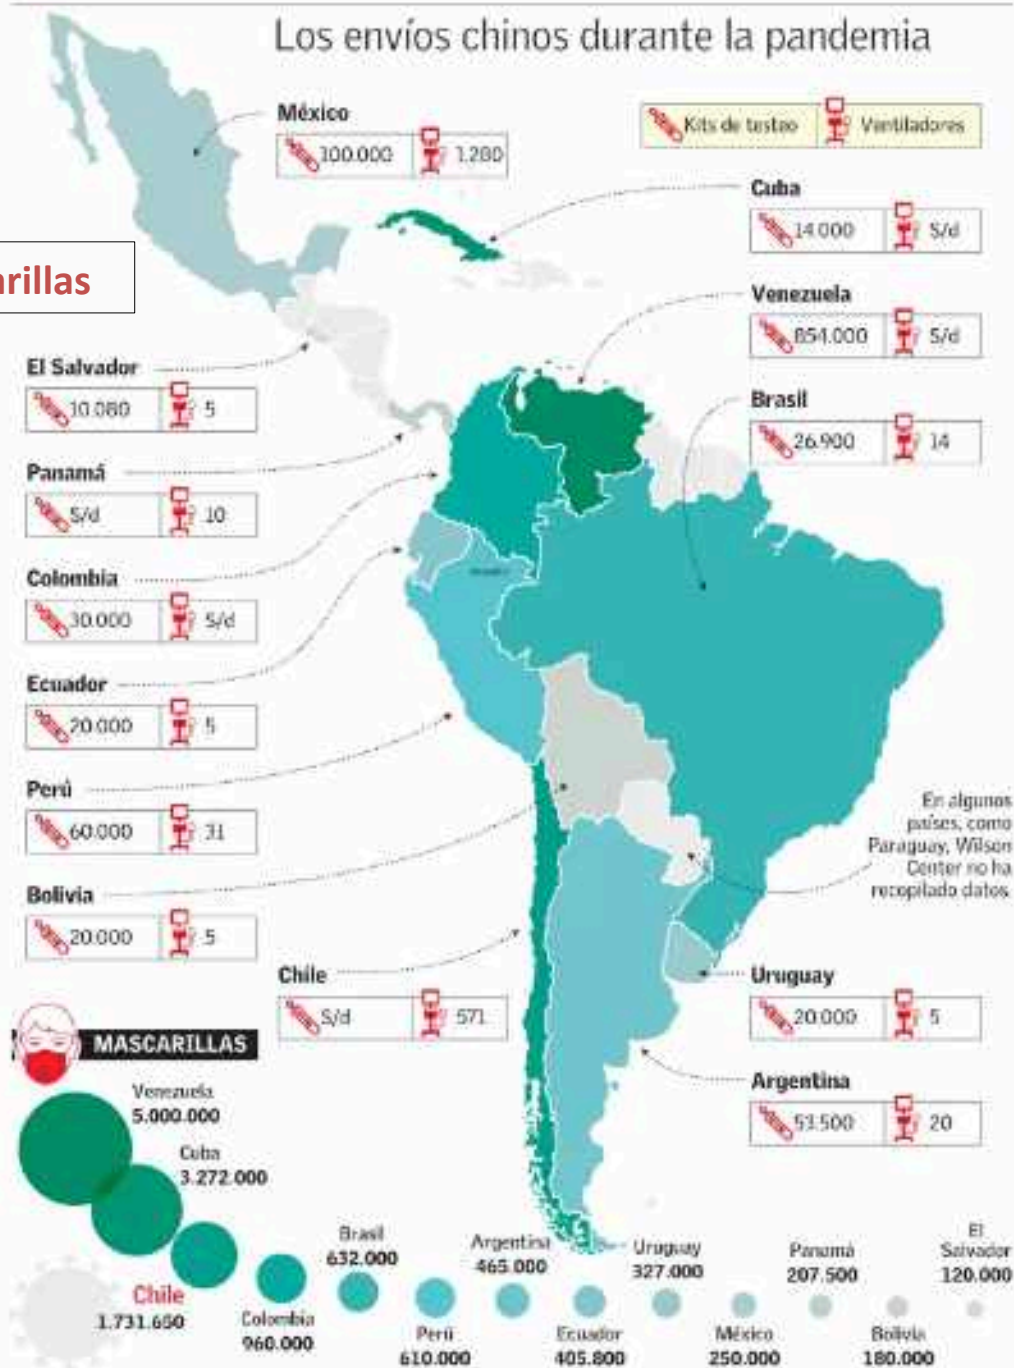 Los envíos chinos durante la pandemia
México
100.000 1.280
Kits de testeo Ventiladores
Cuba
14.000 S/d
arillas
Venezuela
854.000 S/d
El Salvador
10.080 5
Brasil
26.900 14
Panamá
S/d 10
Colombia
30.000 S/d
Ecuador
20.000 5
Perú
60.000 31
En algunos
países, como
Paraguay, Wilson
Center no ha
recopilado datos.
Bolivia
20.000 5
Chile
S/d 571
Uruguay
20.000 5
Argentina
53.500 20
MASCARILLAS
Venezuela
5.000.000
Cuba
3.272.000
Chile
1.731.650
Colombia
960.000
Brasil
632.000
Perú
610.000
Argentina
465.000
Ecuador
405.800
Uruguay
327.000
México
250.000
Panamá
207.500
Bolivia
180.000
El
Salvador
120.000